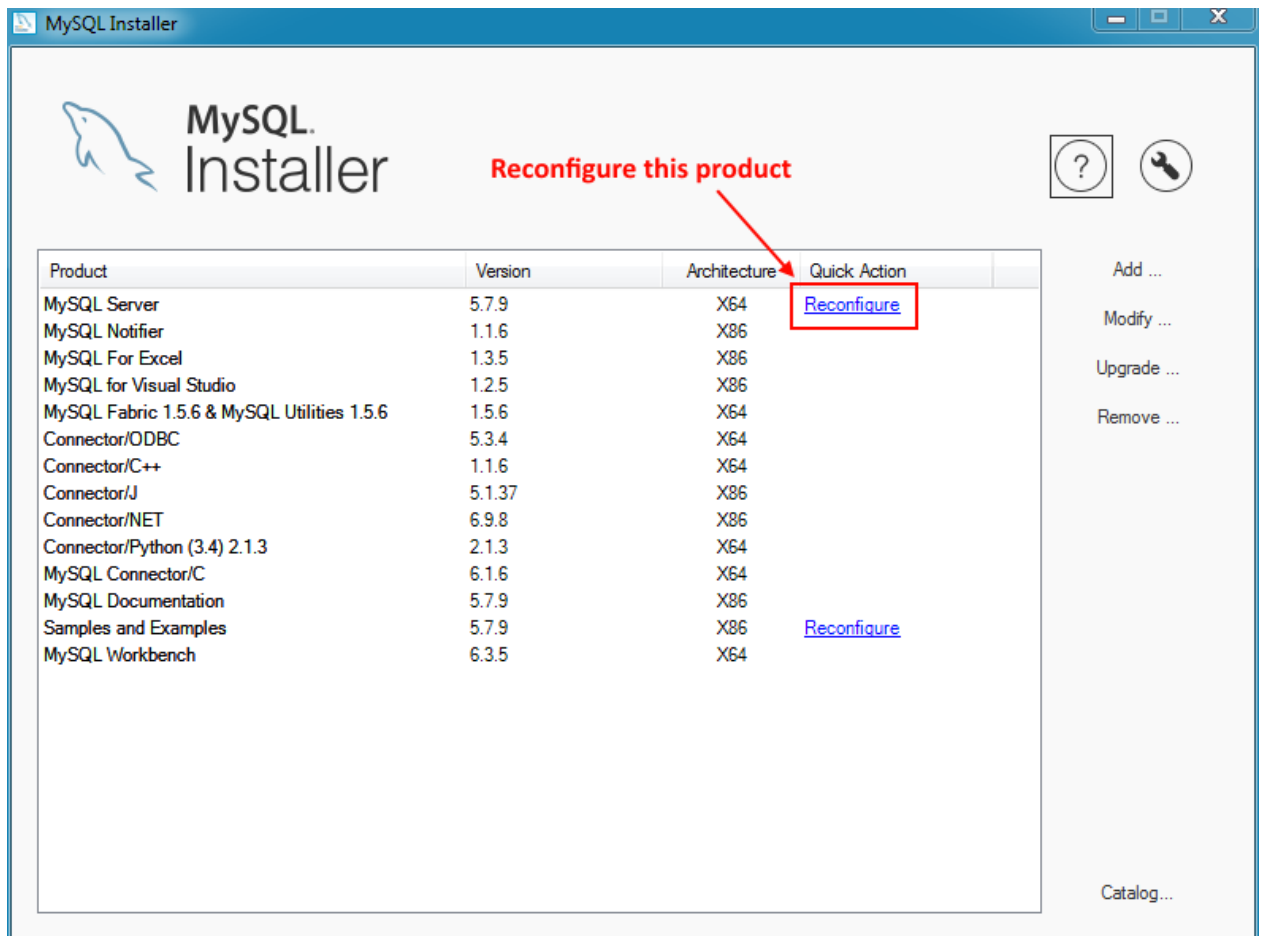 MySQL Installer
MySQL.
Installer
Reconfigure this product
?
Product Version Architecture Quick Action
MySQL Server 5.7.9 X64 Reconfigure
MySQL Notifier 1.1.6 X86
MySQL For Excel 1.3.5 X86
MySQL for Visual Studio 1.2.5 X86
MySQL Fabric 1.5.6 & MySQL Utilities 1.5.6 1.5.6 X64
Connector/ODBC 5.3.4 X64
Connector/C++ 1.1.6 X64
Connector/J 5.1.37 X86
Connector/NET 6.9.8 X86
Connector/Python (3.4) 2.1.3 2.1.3 X64
MySQL Connector/C 6.1.6 X64
MySQL Documentation 5.7.9 X86
Samples and Examples 5.7.9 X86 Reconfigure
MySQL Workbench 6.3.5 X64
Add ...
Modify ...
Upgrade ...
Remove ...
Catalog...